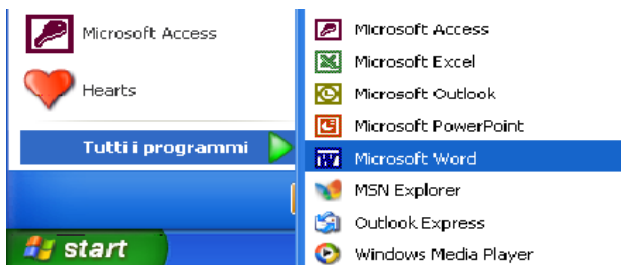 Microsoft Access
Hearts
Tutti i programmi
start
Microsoft Access
Microsoft Excel
Microsoft Outlook
Microsoft PowerPoint
Microsoft Word
MSN Explorer
Outlook Express
Windows Media Player